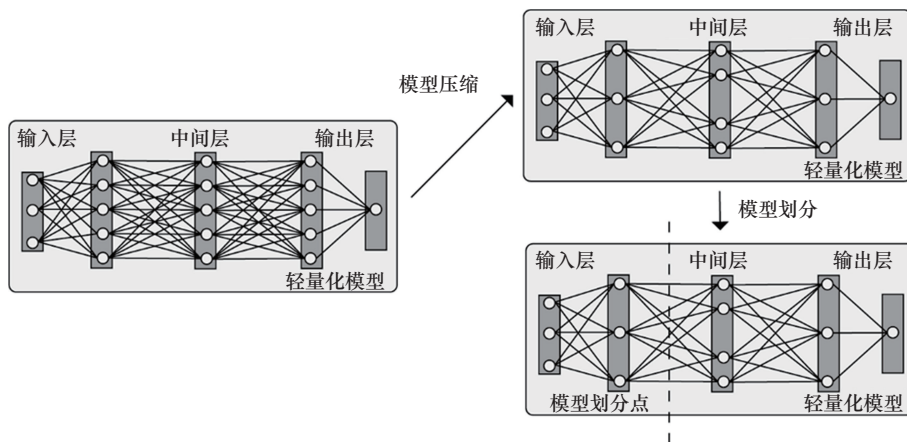 输入层 中间层 输出层
轻量化模型
模型压缩
输入层 中间层 输出层
轻量化模型
模型划分
输入层 中间层 输出层
模型划分点 轻量化模型